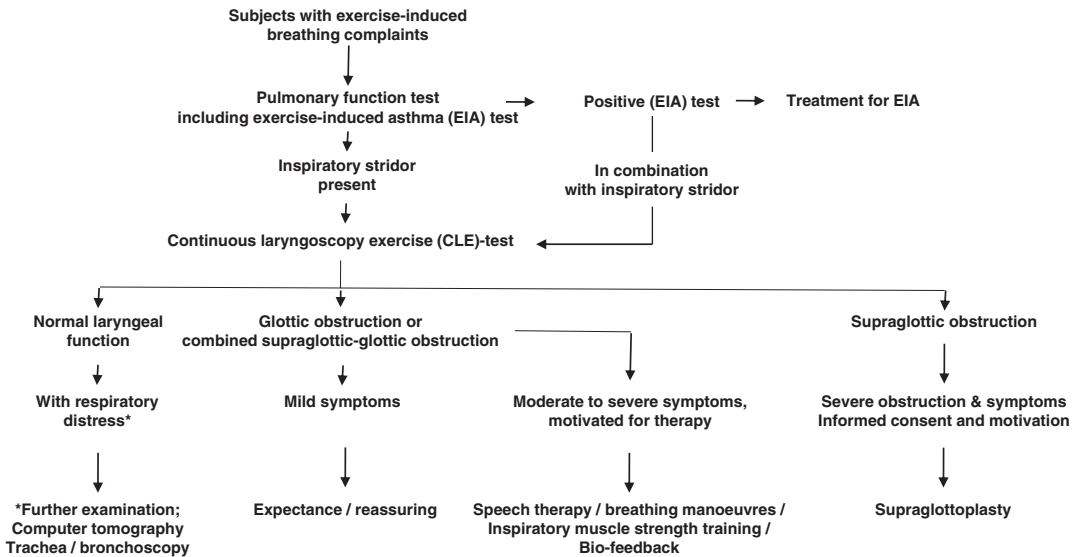 Subjects with exercise-induced
breathing complaints
Pulmonary function test
including exercise-induced asthma (EIA) test
Positive (EIA) test
Treatment for EIA
Inspiratory stridor
present
In combination
with inspiratory stridor
Continuous laryngoscopy exercise (CLE)-test
Normal laryngeal
function
Glottic obstruction or
combined supraglottic-glottic obstruction
Supraglottic obstruction
With respiratory
distress*
Mild symptoms
Moderate to severe symptoms,
motivated for therapy
Severe obstruction & symptoms
Informed consent and motivation
*Further examination;
Computer tomography
Trachea / bronchoscopy
Expectance / reassuring
Speech therapy / breathing manoeuvres /
Inspiratory muscle strength training /
Bio-feedback
Supraglottoplasty